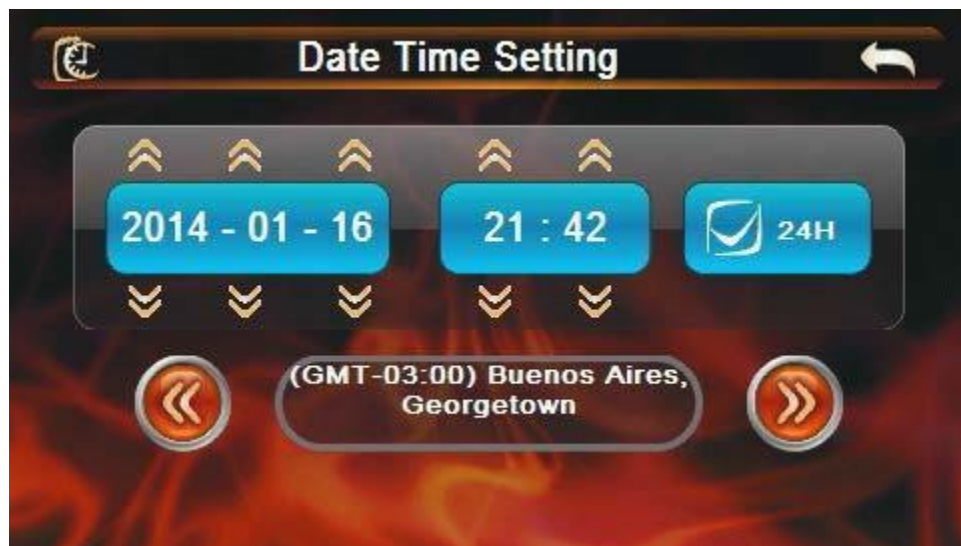 Date Time Setting
2014 - 01 - 16
21 : 42
24H
(GMT-03:00) Buenos Aires,
Georgetown